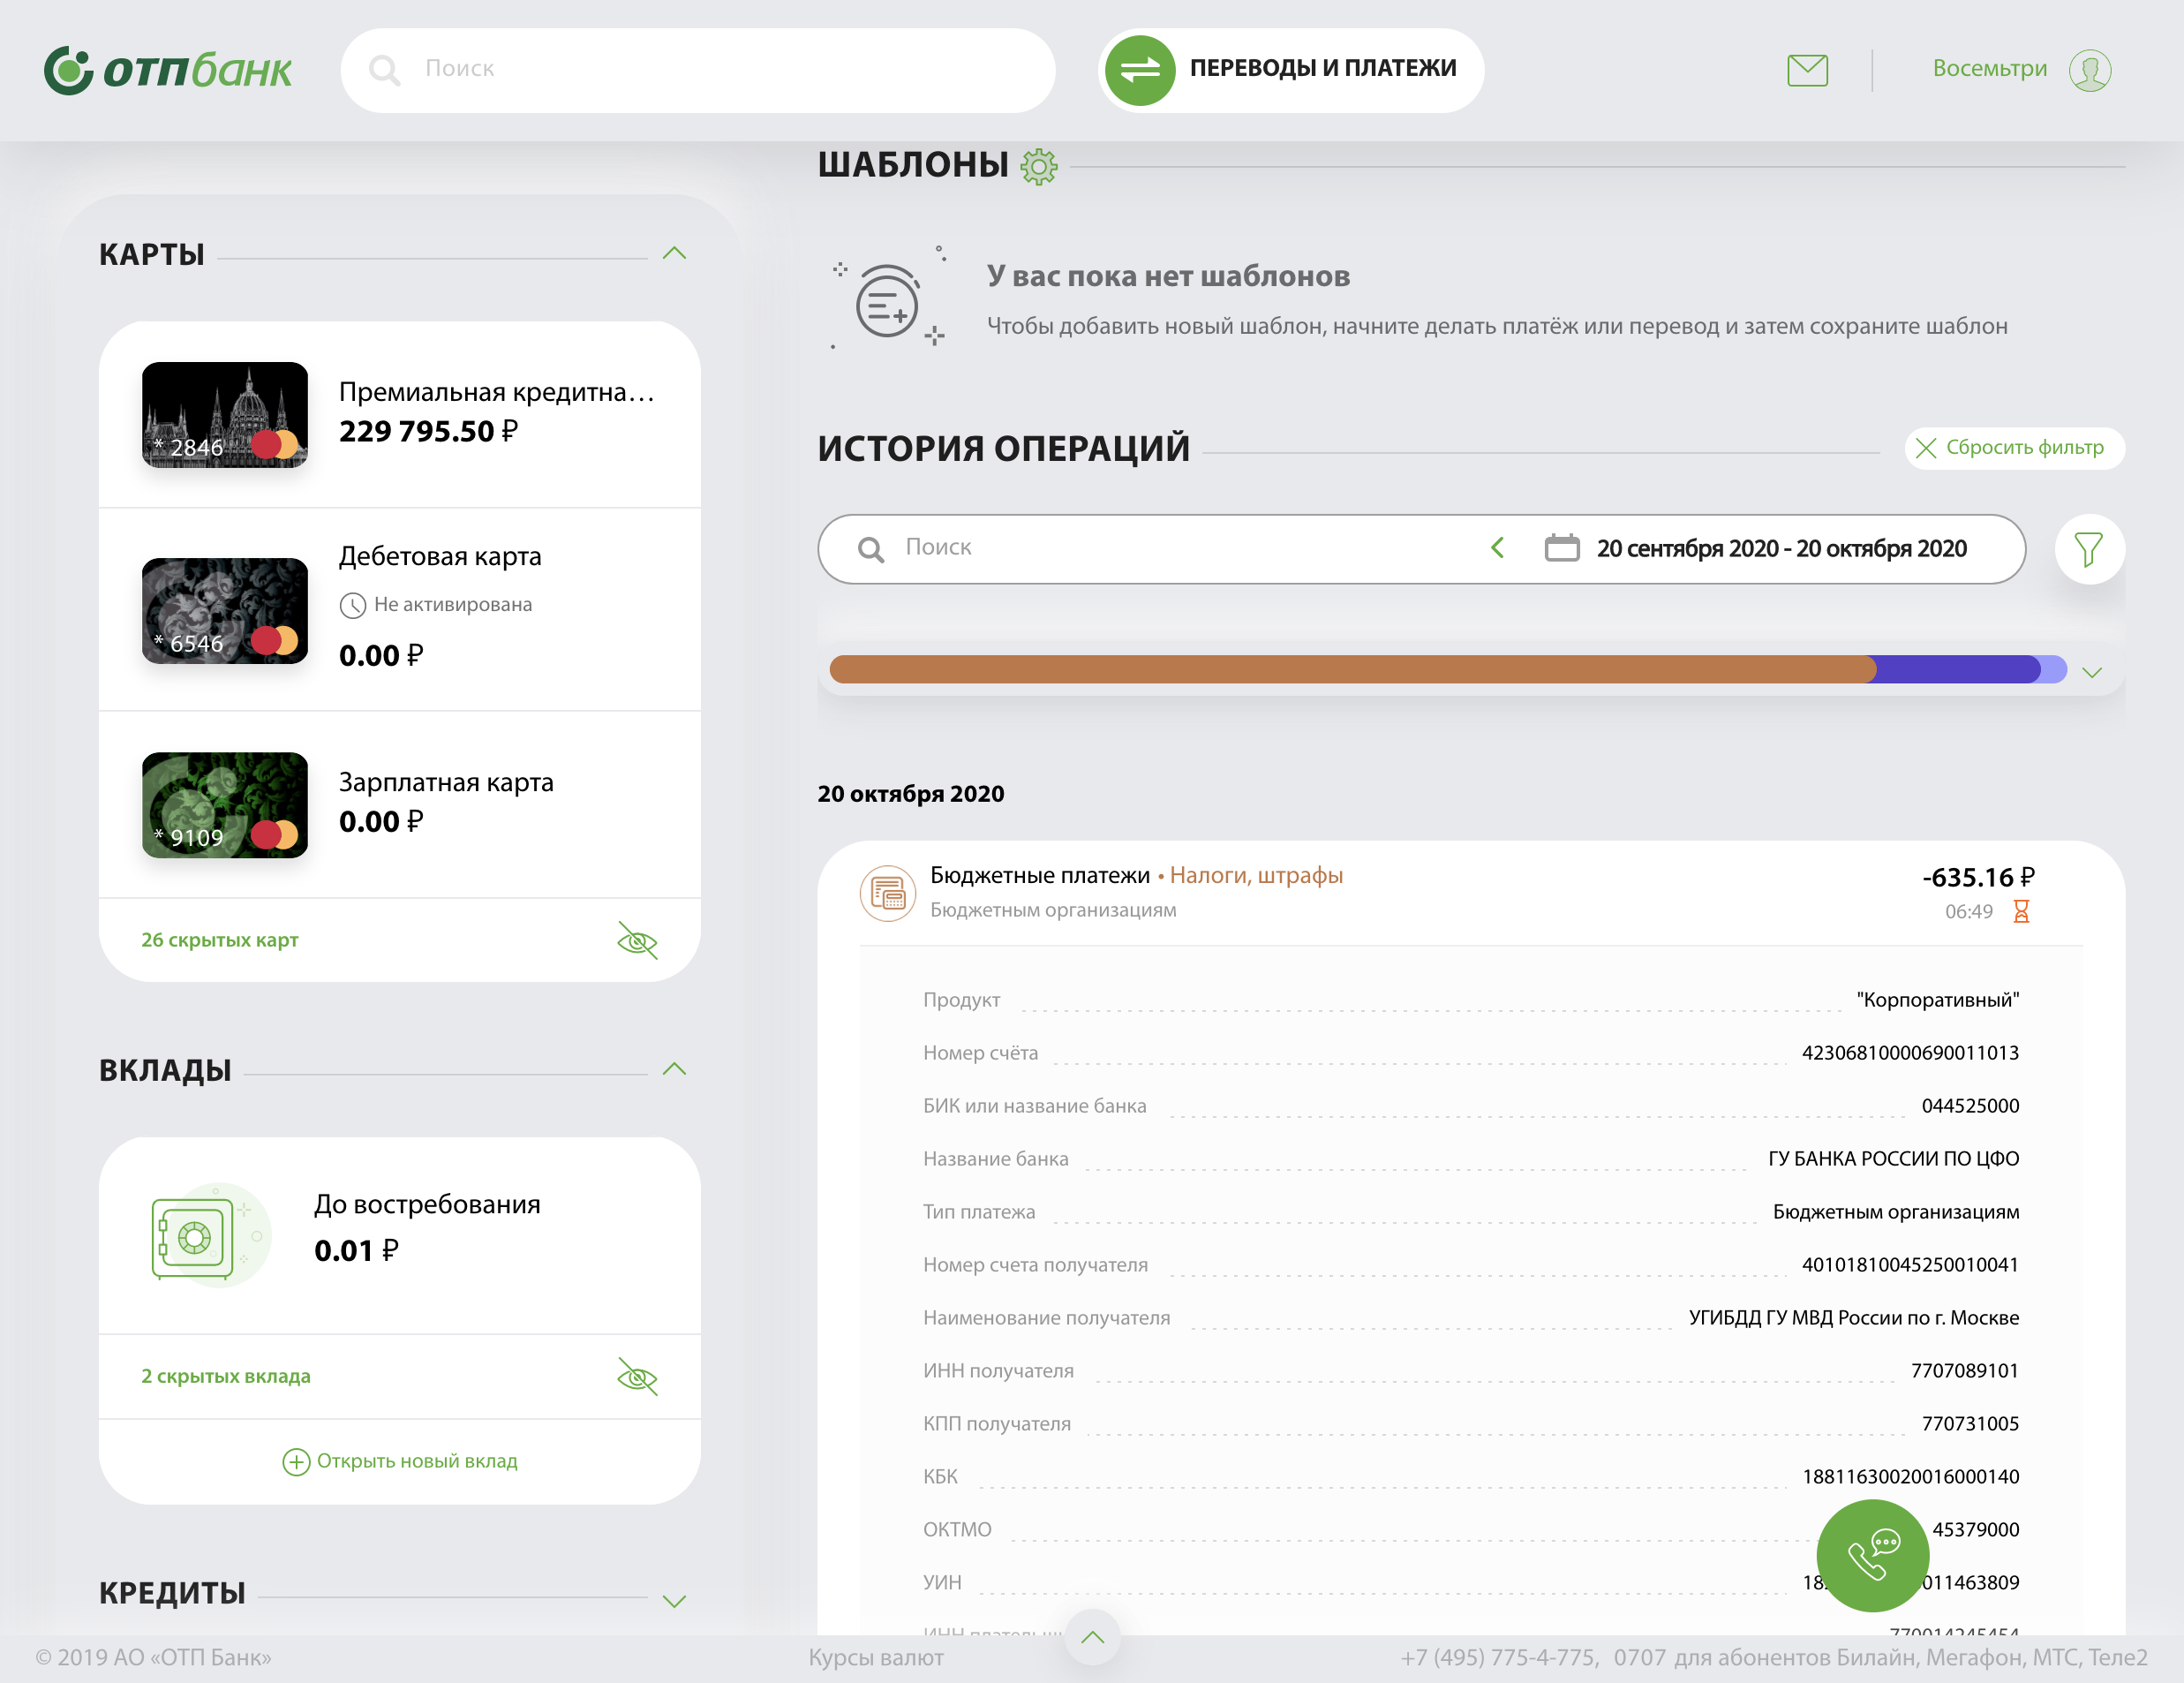 отпбанк
Поиск
ПЕРЕВОДЫ И ПЛАТЕЖИ
Восемьтри
КАРТЫ
* 2846
Премиальная кредитна…
229 795.50 ₽
* 6546
Дебетовая карта
Не активирована
0.00 ₽
* 9109
Зарплатная карта
0.00 ₽
26 скрытых карт
ВКЛАДЫ
До востребования
0.01 ₽
2 скрытых вклада
Открыть новый вклад
КРЕДИТЫ
ШАБЛОНЫ
У вас пока нет шаблонов
Чтобы добавить новый шаблон, начните делать платёж или перевод и затем сохраните шаблон
ИСТОРИЯ ОПЕРАЦИЙ
Сбросить фильтр
Поиск
20 сентября 2020 - 20 октября 2020
20 октября 2020
Бюджетные платежи • Налоги, штрафы
-635.16 ₽
Бюджетным организациям
06:49
Продукт "Корпоративный"
Номер счёта 42306810000690011013
БИК или название банка 044525000
Название банка ГУ БАНКА РОССИИ ПО ЦФО
Тип платежа Бюджетным организациям
Номер счета получателя 40101810045250010041
Наименование получателя УГИБДД ГУ МВД России по г. Москве
ИНН получателя 7707089101
КПП получателя 770731005
КБК 18811630020016000140
ОКТМО 45379000
УИН
ИНН
© 2019 АО «ОТП Банк»
Курсы валют
+7 (495) 775-4-775, 0707 для абонентов Билайн, Мегафон, МТС, Теле2